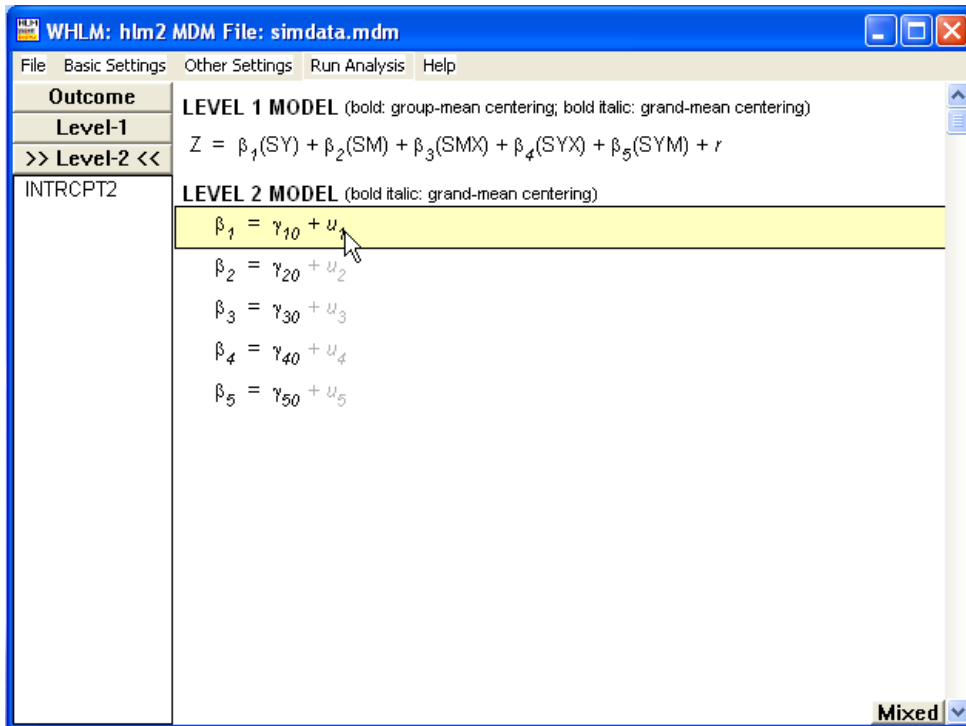 WHLM: hlm2 MDM File: simdata.mdm
File Basic Settings Other Settings Run Analysis Help
Outcome
Level-1
>> Level-2 <<
INTRCPT2
LEVEL 1 MODEL (bold: group-mean centering; bold italic: grand-mean centering)
Z = β₁(SY) + β₂(SM) + β₃(SMX) + β₄(SYX) + β₅(SYM) + r
LEVEL 2 MODEL (bold italic: grand-mean centering)
β₁ = γ₁₀ + u₁
β₂ = γ₂₀ + u₂
β₃ = γ₃₀ + u₃
β₄ = γ₄₀ + u₄
β₅ = γ₅₀ + u₅
Mixed